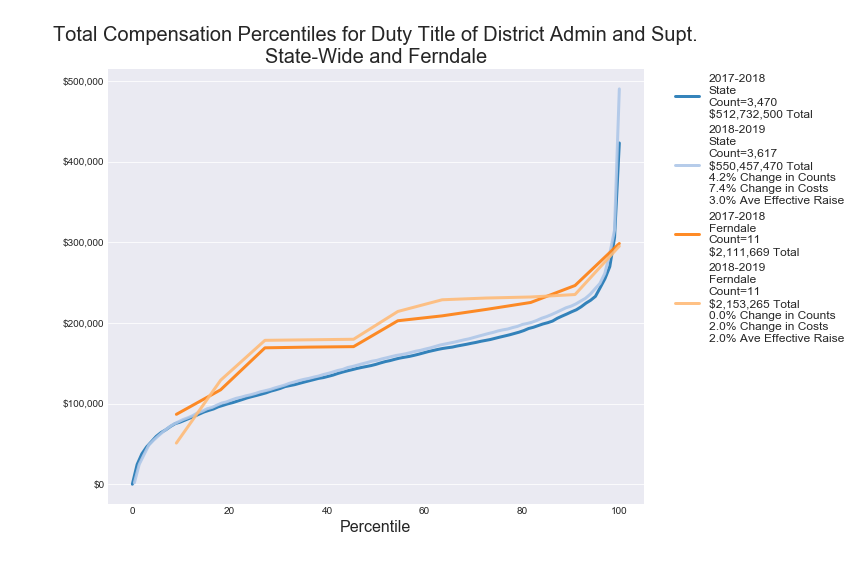 Total Compensation Percentiles for Duty Title of District Admin and Supt.
State-Wide and Ferndale
$500,000
$400,000
$300,000
$200,000
$100,000
$0
0
20
40
60
80
100
Percentile
2017-2018
State
Count=3,470
$512,732,500 Total
2018-2019
State
Count=3,617
$550,457,470 Total
4.2% Change in Counts
7.4% Change in Costs
3.0% Ave Effective Raise
2017-2018
Ferndale
Count=11
$2,111,669 Total
2018-2019
Ferndale
Count=11
$2,153,265 Total
0.0% Change in Counts
2.0% Change in Costs
2.0% Ave Effective Raise